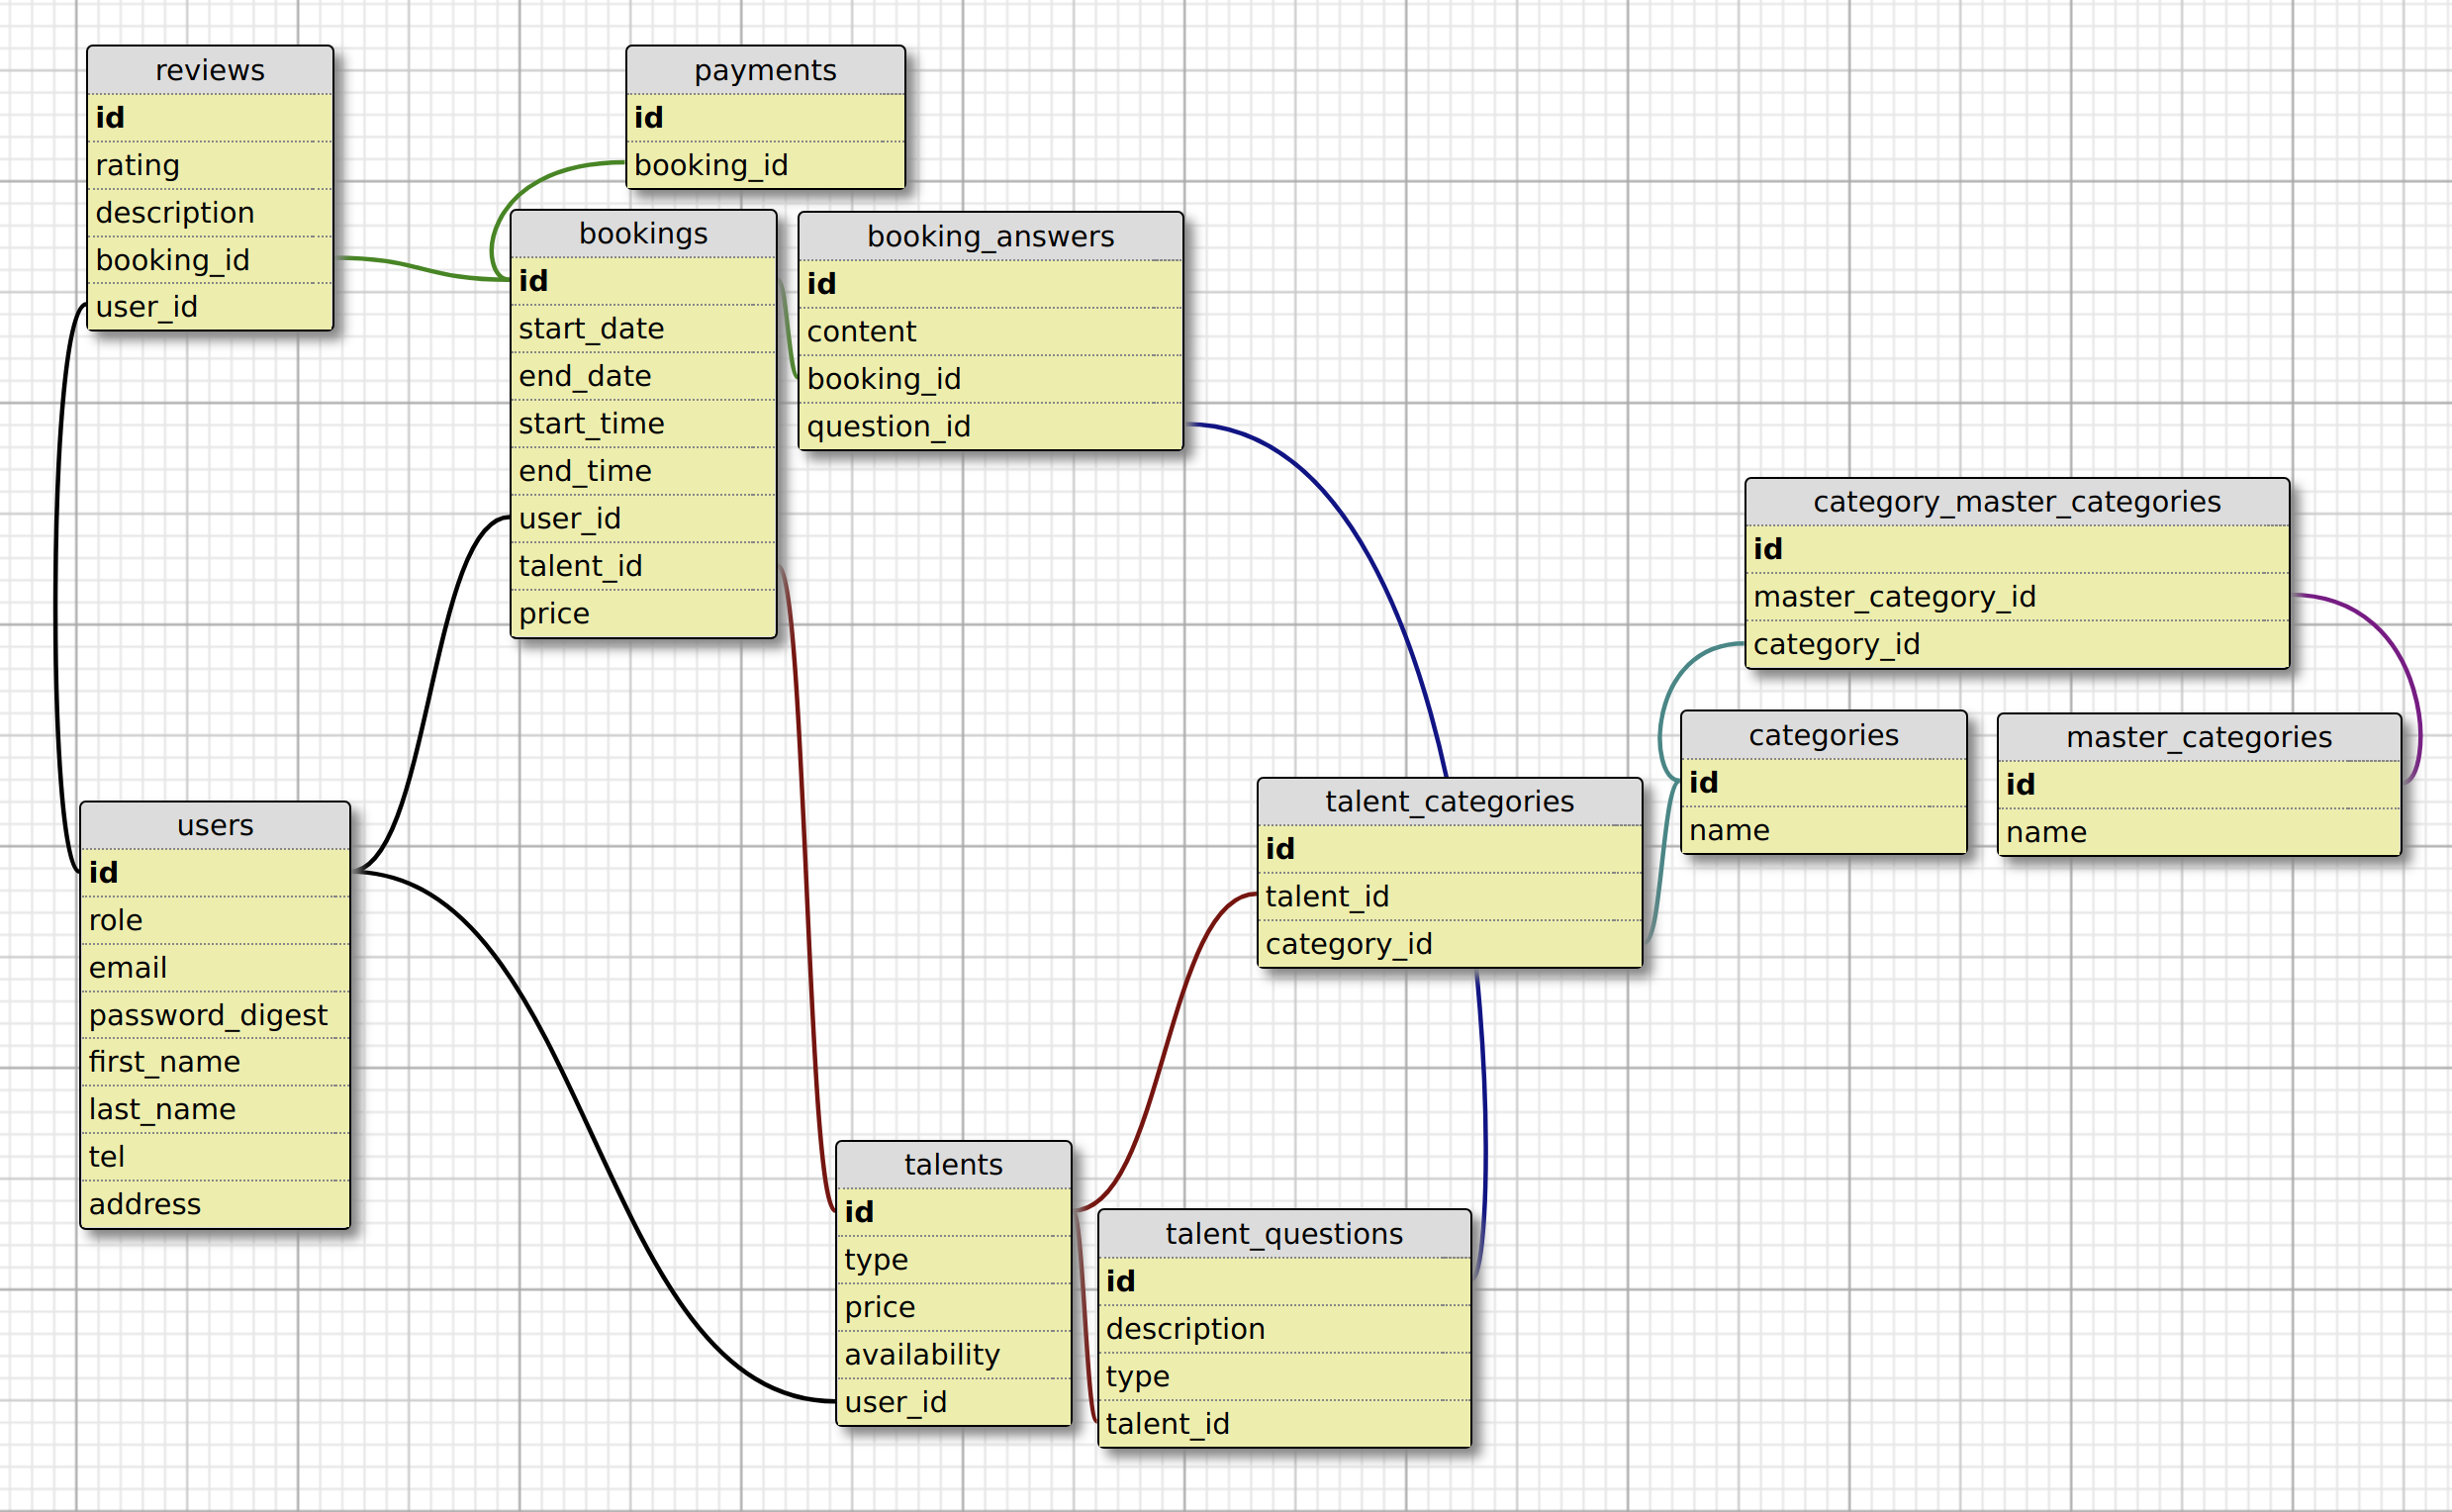 reviews
id
rating
description
booking_id
user_id
payments
id
booking_id
bookings
id
start_date
end_date
start_time
end_time
user_id
talent_id
price
booking_answers
id
content
booking_id
question_id
category_master_categories
id
master_category_id
category_id
categories
id
name
master_categories
id
name
talent_categories
id
talent_id
category_id
users
id
role
email
password_digest
first_name
last_name
tel
address
talents
id
type
price
availability
user_id
talent_questions
id
description
type
talent_id